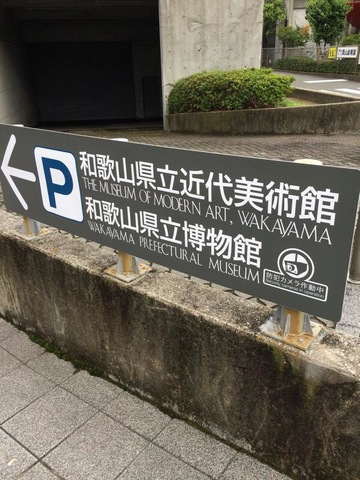 P
和歌山県立近代美術館
THE MUSEUM OF MODERN ART, WAKAYAMA
和歌山県立博物館
WAKAYAMA PREFECTURAL MUSEUM
防犯カメラ作動中